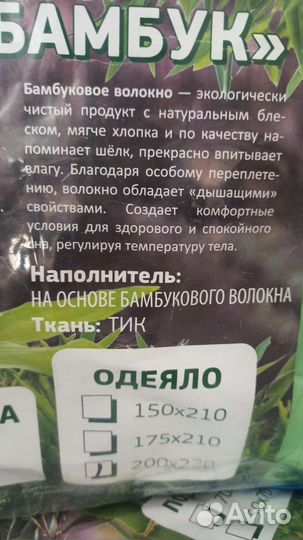 БАМБУК»
Бамбуковое волокно — экологически
чистый продукт с натуральным бле-
ском, мягче хлопка и по качеству на-
поминает шёлк, прекрасно впитывает
влагу. Благодаря особому переплете-
нию, волокно обладает «дышащими»
свойствами. Создает комфортные
условия для здорового и спокойного
сна, регулируя температуру тела.
Наполнитель:
НА ОСНОВЕ БАМБУКОВОГО ВОЛОКНА
Ткань: ТИК
ОДЕЯЛО
150х210
175х210
200х220
А
Avito